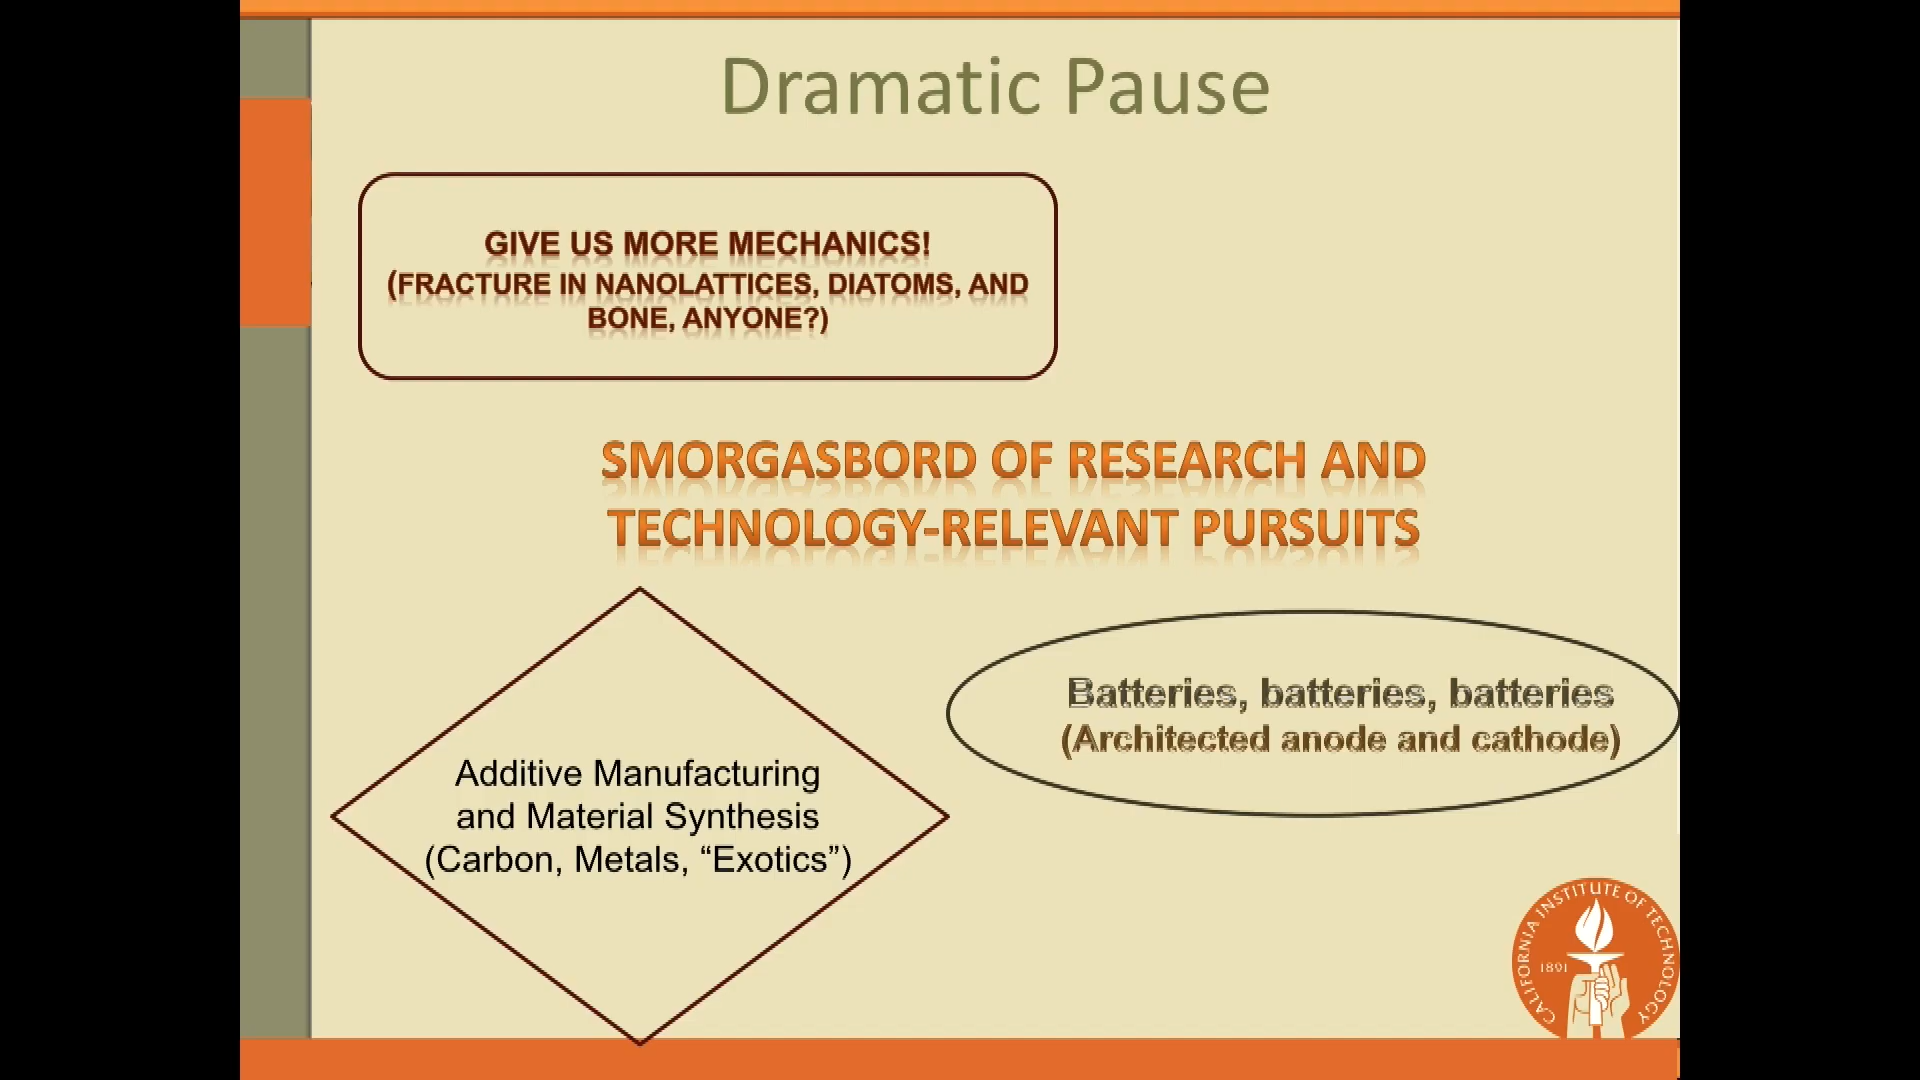 Dramatic Pause
GIVE US MORE MECHANICS!
(FRACTURE IN NANOLATTICES, DIATOMS, AND
BONE, ANYONE?)
SMORGASBORD OF RESEARCH AND
TECHNOLOGY-RELEVANT PURSUITS
Batteries, batteries, batteries
(Architected anode and cathode)
Additive Manufacturing
and Material Synthesis
(Carbon, Metals, “Exotics”)
CALIFORNIA INSTITUTE OF TECHNOLOGY
1891